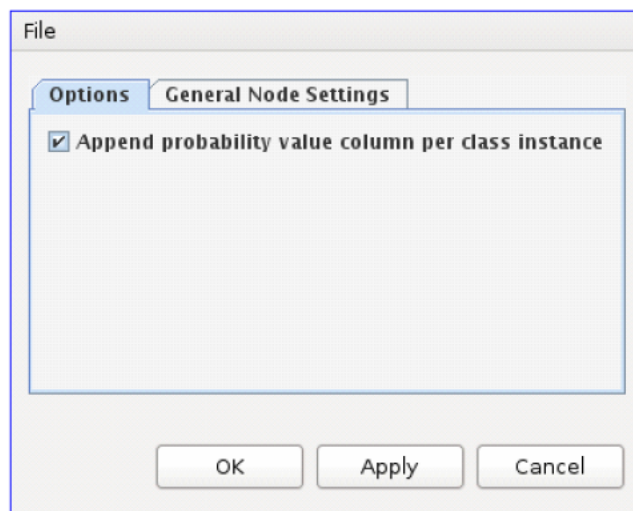 File
Options General Node Settings
Append probability value column per class instance
OK Apply Cancel